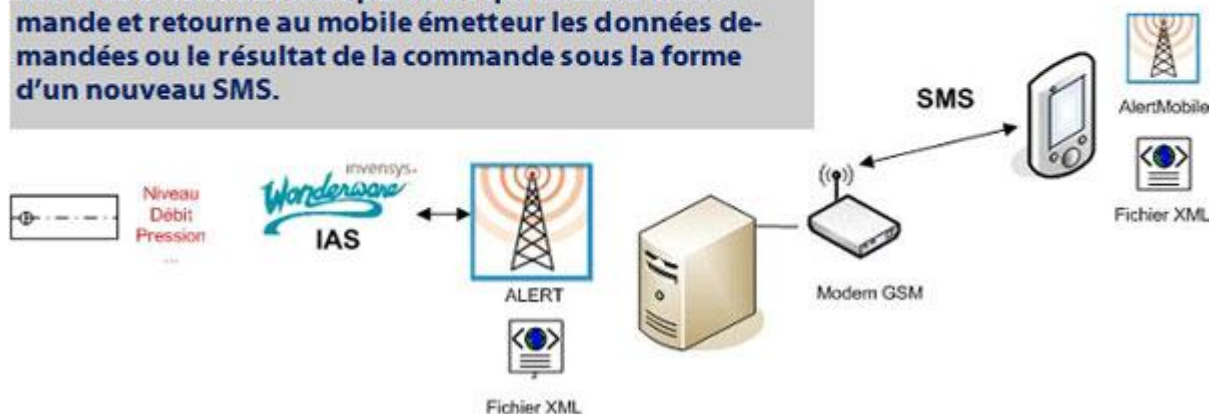 mande et retourne au mobile émetteur les données de-
mandées ou le résultat de la commande sous la forme
d'un nouveau SMS.
SMS
AlertMobile
Fichier XML
Niveau
Débit
Pression
...
invensys.
Wonderware
IAS
ALERT
Fichier XML
Modem GSM